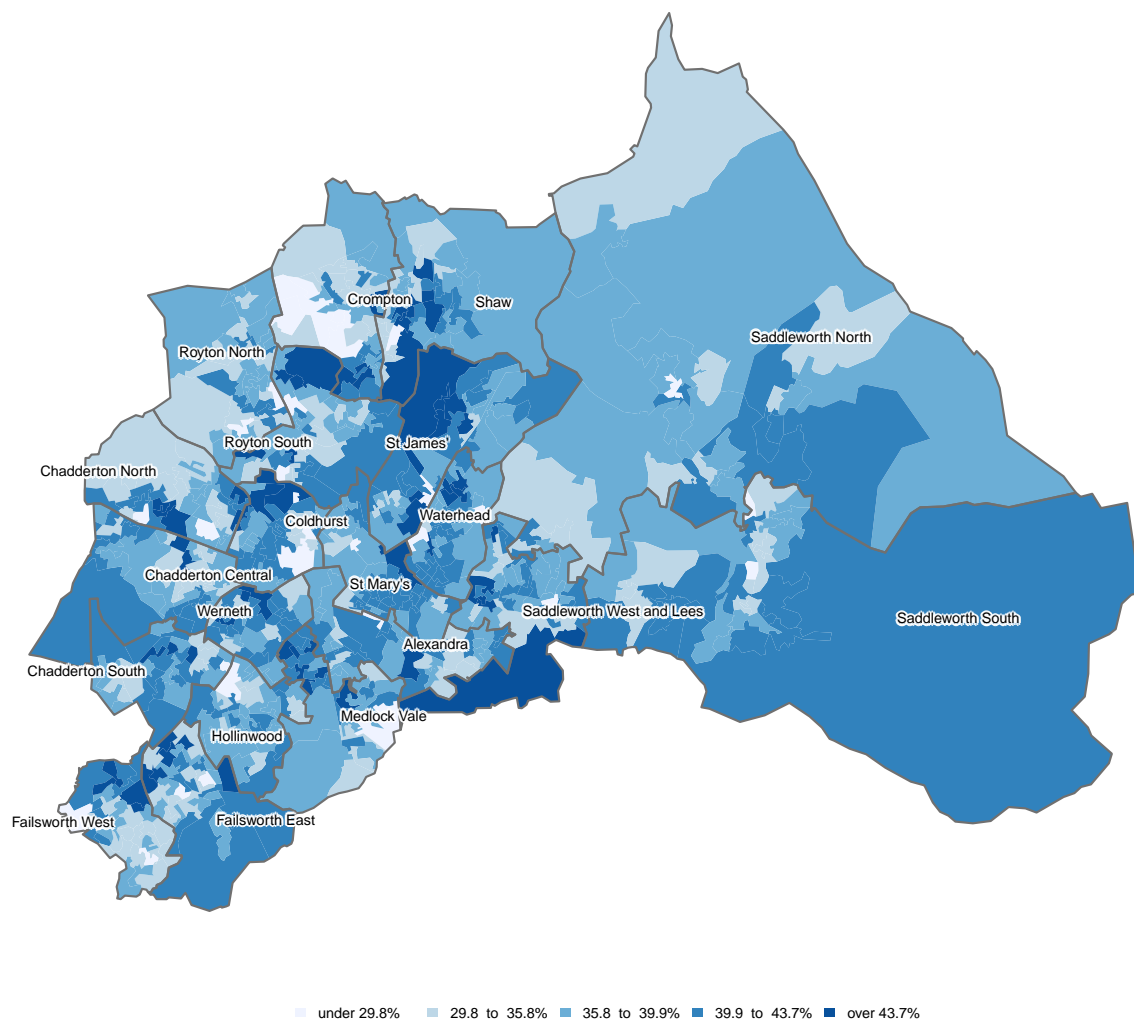 Crompton
Shaw
Saddleworth North
Royton North
Royton South
St James'
Chadderton North
Waterhead
Coldhurst
Chadderton Central
St Mary's
Werneth
Saddleworth West and Lees
Saddleworth South
Alexandra
Chadderton South
Medlock Vale
Hollinwood
Failsworth West
Failsworth East
under 29.8% 29.8 to 35.8% 35.8 to 39.9% 39.9 to 43.7% over 43.7%